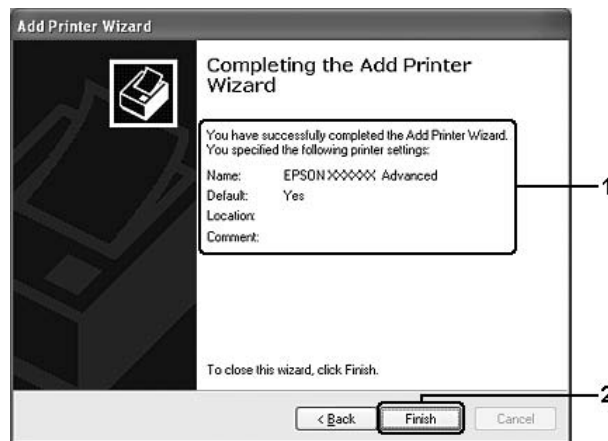 Add Printer Wizard
Completing the Add Printer
Wizard
You have successfully completed the Add Printer Wizard.
You specified the following printer settings:
Name: EPSON XXXXXX Advanced
Default: Yes
Location:
Comment:
1
To close this wizard, click Finish.
2
< Back Finish Cancel